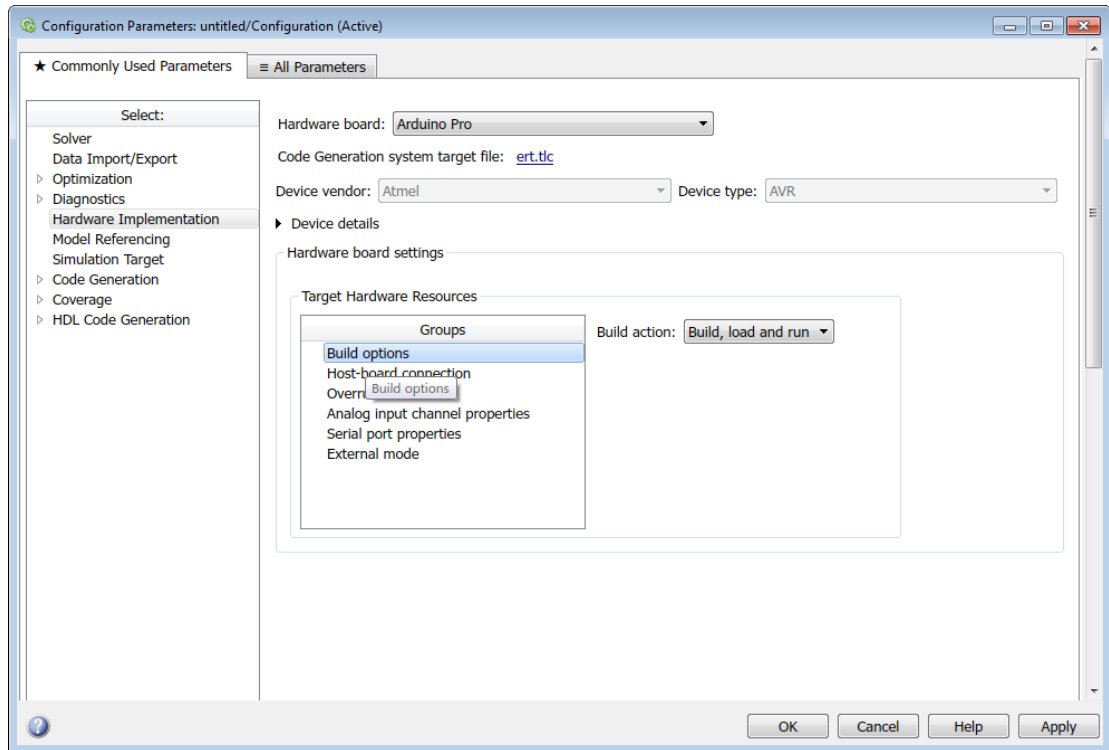 Configuration Parameters: untitled/Configuration (Active)
★ Commonly Used Parameters
≡ All Parameters
Select:
Solver
Data Import/Export
Optimization
Diagnostics
Hardware Implementation
Model Referencing
Simulation Target
Code Generation
Coverage
HDL Code Generation
Hardware board: Arduino Pro
Code Generation system target file: ert.tlc
Device vendor: Atmel Device type: AVR
Device details
Hardware board settings
Target Hardware Resources
Groups
Build options
Host-board connection
Build options
Analog input channel properties
Serial port properties
External mode
Build action: Build, load and run
OK Cancel Help Apply